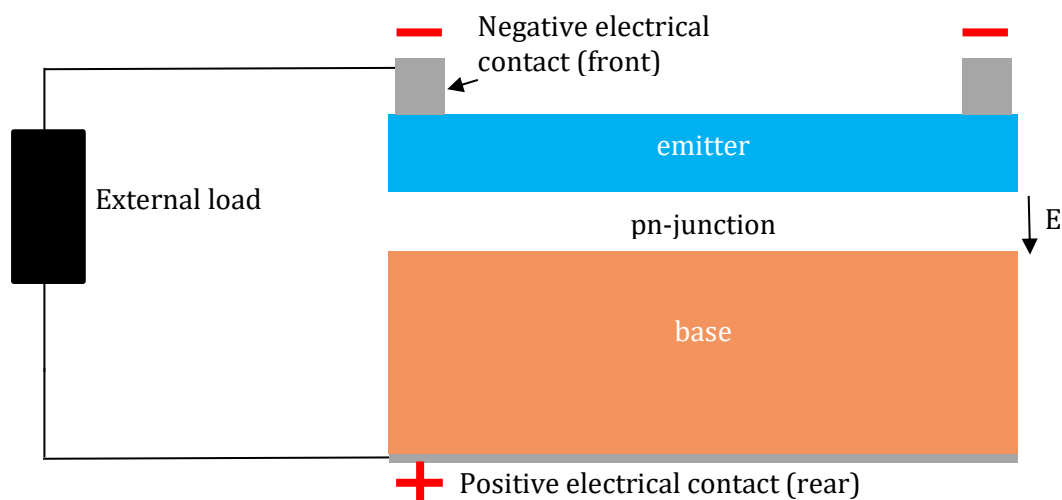 Negative electrical
contact (front)
emitter
External load
pn-junction
E
base
Positive electrical contact (rear)